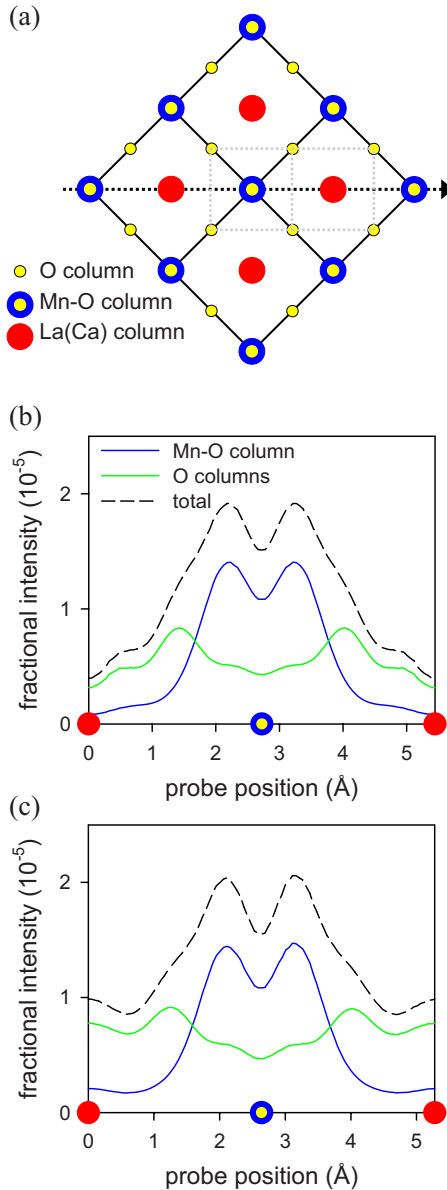 (a)
O column
Mn-O column
La(Ca) column
(b)
fractional intensity (10⁻⁵)
2
1
0
Mn-O column
O columns
total
0 1 2 3 4 5
probe position (Å)
(c)
fractional intensity (10⁻⁵)
2
1
0
0 1 2 3 4 5
probe position (Å)